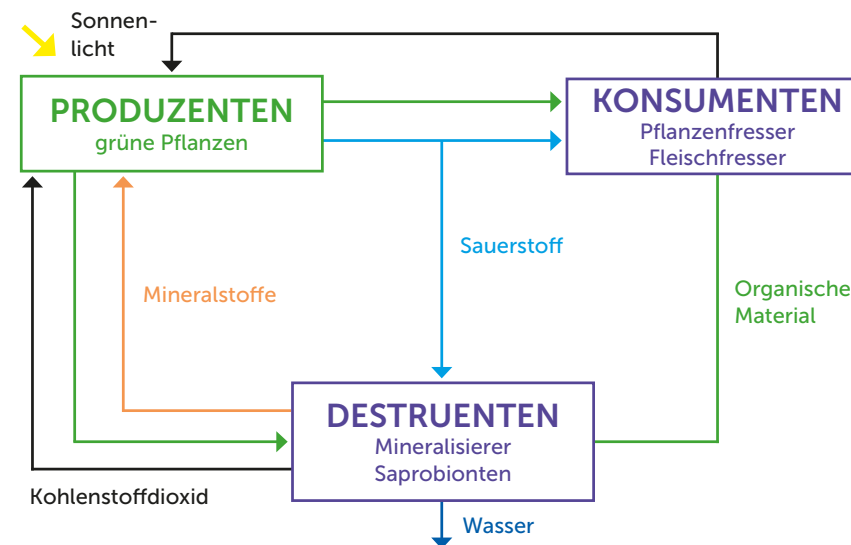 Sonnen-
licht
PRODUZENTEN
grüne Pflanzen
KONSUMENTEN
Pflanzenfresser
Fleischfresser
Sauerstoff
Mineralstoffe
Organische
Material
DESTRUENTEN
Mineralisierer
Saprobionten
Kohlenstoffdioxid
Wasser